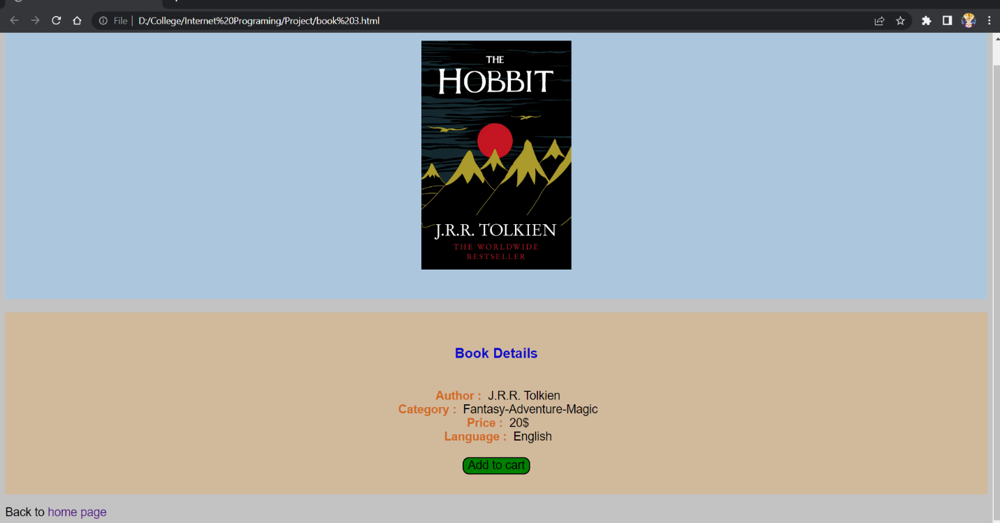 File | D:/College/Internet%20Programing/Project/book%203.html
THE
HOBBIT
J.R.R. TOLKIEN
THE WORLDWIDE
BESTSELLER
Book Details
Author : J.R.R. Tolkien
Category : Fantasy-Adventure-Magic
Price : 20$
Language : English
Add to cart
Back to home page